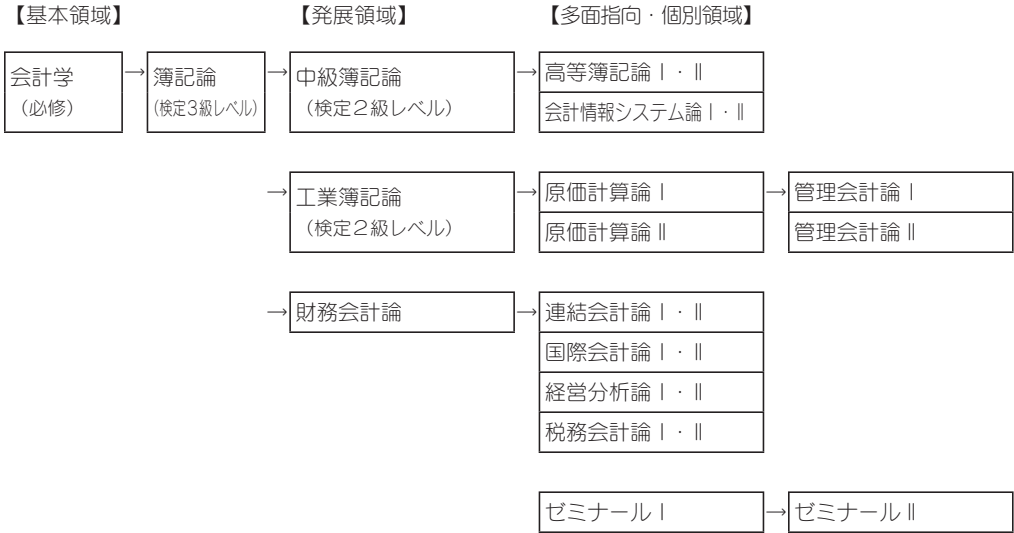 【基本領域】 【発展領域】 【多面指向・個別領域】
会計学 → 簿記論 → 中級簿記論 → 高等簿記論Ⅰ・Ⅱ
（必修） （検定３級レベル） （検定２級レベル） 会計情報システム論Ⅰ・Ⅱ
→ 工業簿記論 → 原価計算論Ⅰ → 管理会計論Ⅰ
（検定２級レベル） 原価計算論Ⅱ 管理会計論Ⅱ
→ 財務会計論 → 連結会計論Ⅰ・Ⅱ
国際会計論Ⅰ・Ⅱ
経営分析論Ⅰ・Ⅱ
税務会計論Ⅰ・Ⅱ
ゼミナールⅠ → ゼミナールⅡ